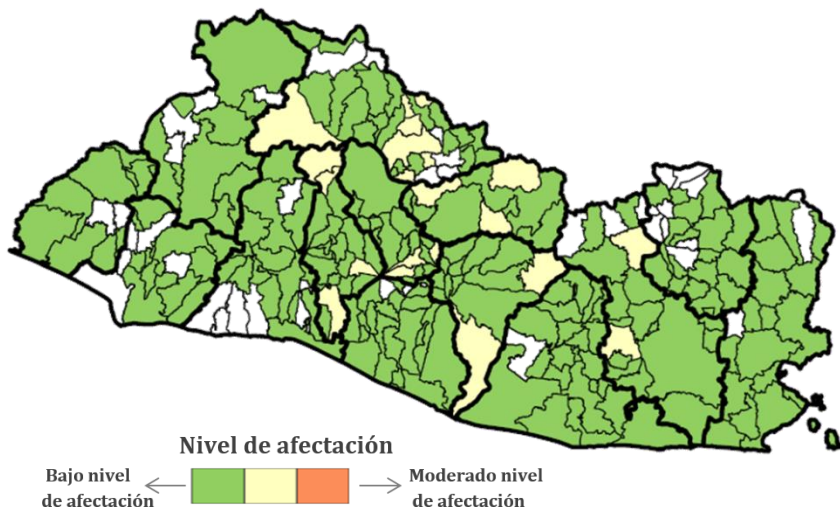 Nivel de afectación
Bajo nivel
de afectación
Moderado nivel
de afectación